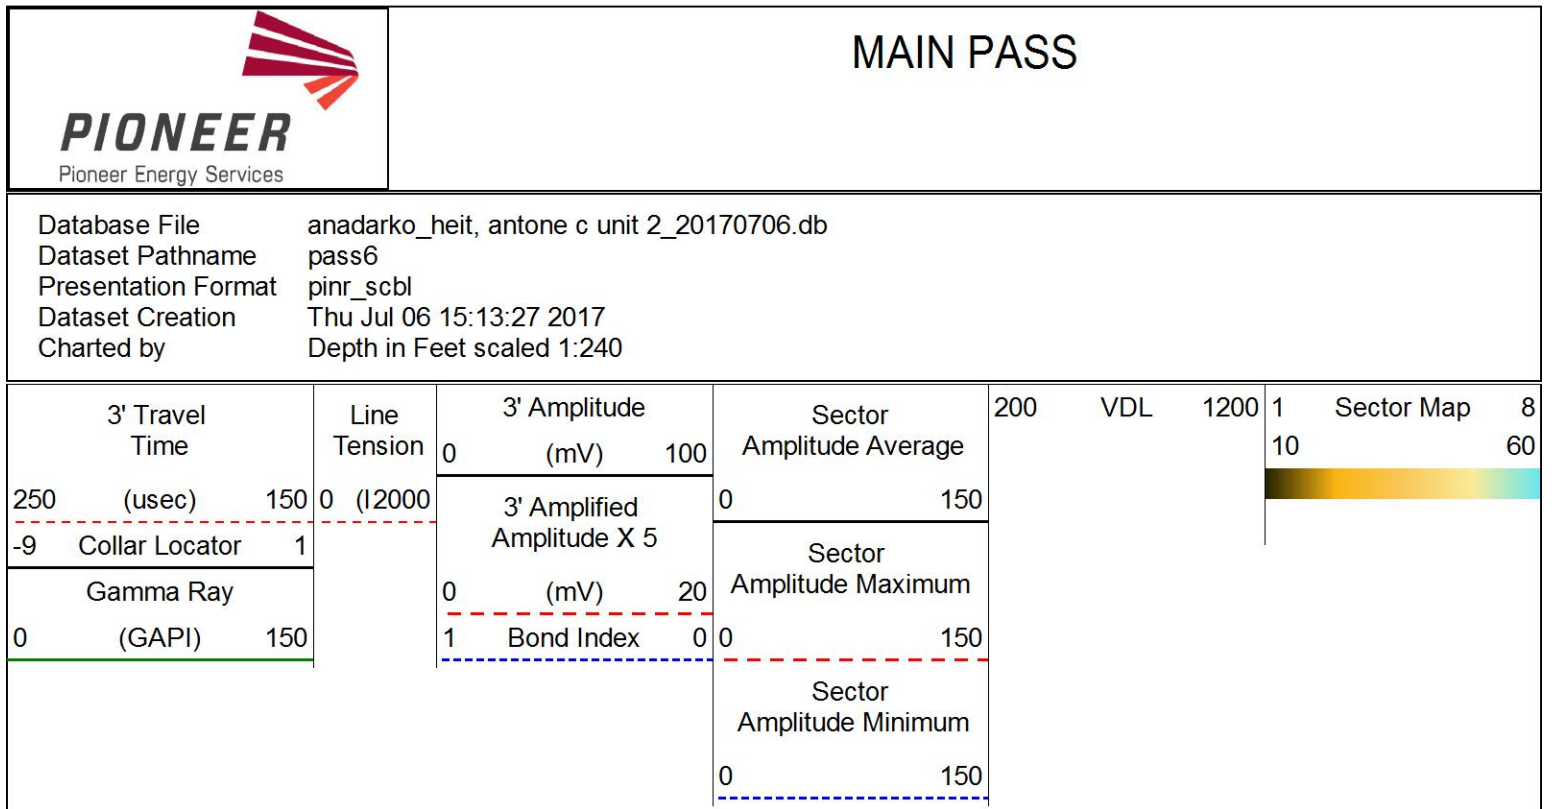 MAIN PASS
PIONEER
Pioneer Energy Services
Database File anadarko_heit, antone c unit 2_20170706.db
Dataset Pathname pass6
Presentation Format pinr_scbl
Dataset Creation Thu Jul 06 15:13:27 2017
Charted by Depth in Feet scaled 1:240
3' Travel
Time
250 (usec) 150
-9 Collar Locator 1
Gamma Ray
0 (GAPI) 150
Line
Tension
0 (l2000
3' Amplitude
0 (mV) 100
3' Amplified
Amplitude X 5
0 (mV) 20
1 Bond Index 0
Sector
Amplitude Average
0 150
Sector
Amplitude Maximum
0 150
Sector
Amplitude Minimum
0 150
200 VDL 1200
1 Sector Map 8
10 60